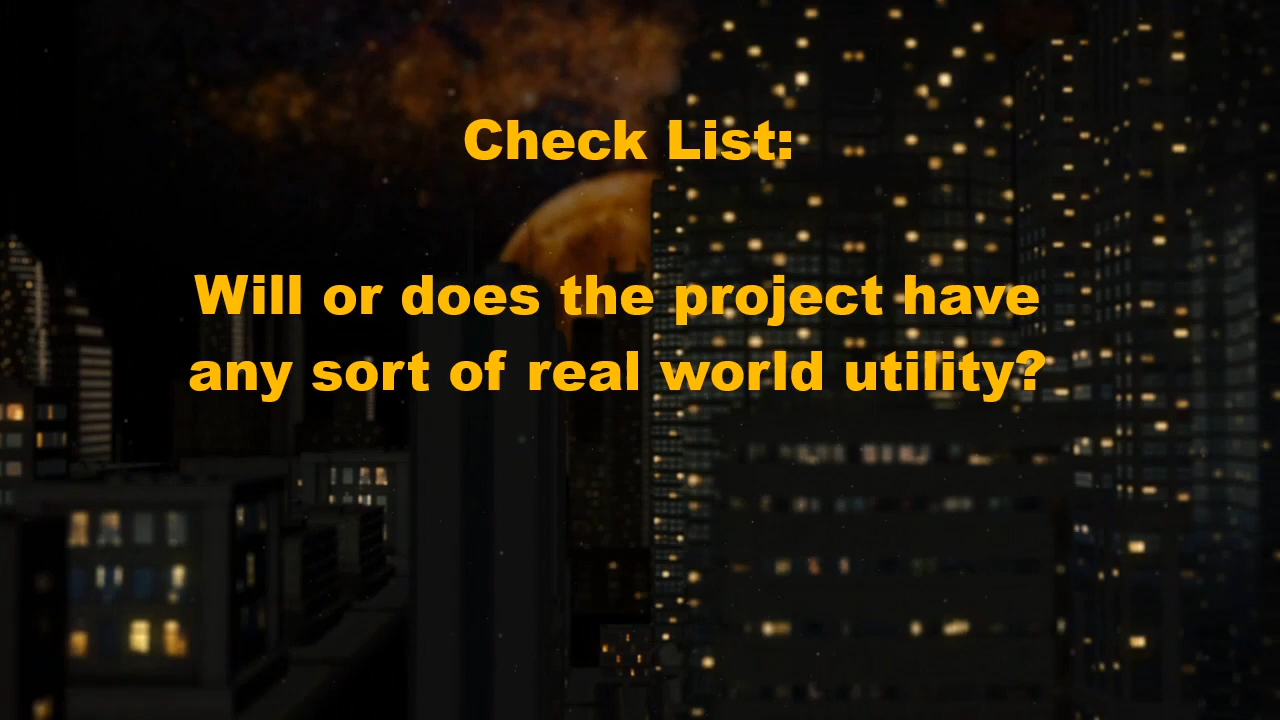 Check List:
Will or does the project have
any sort of real world utility?